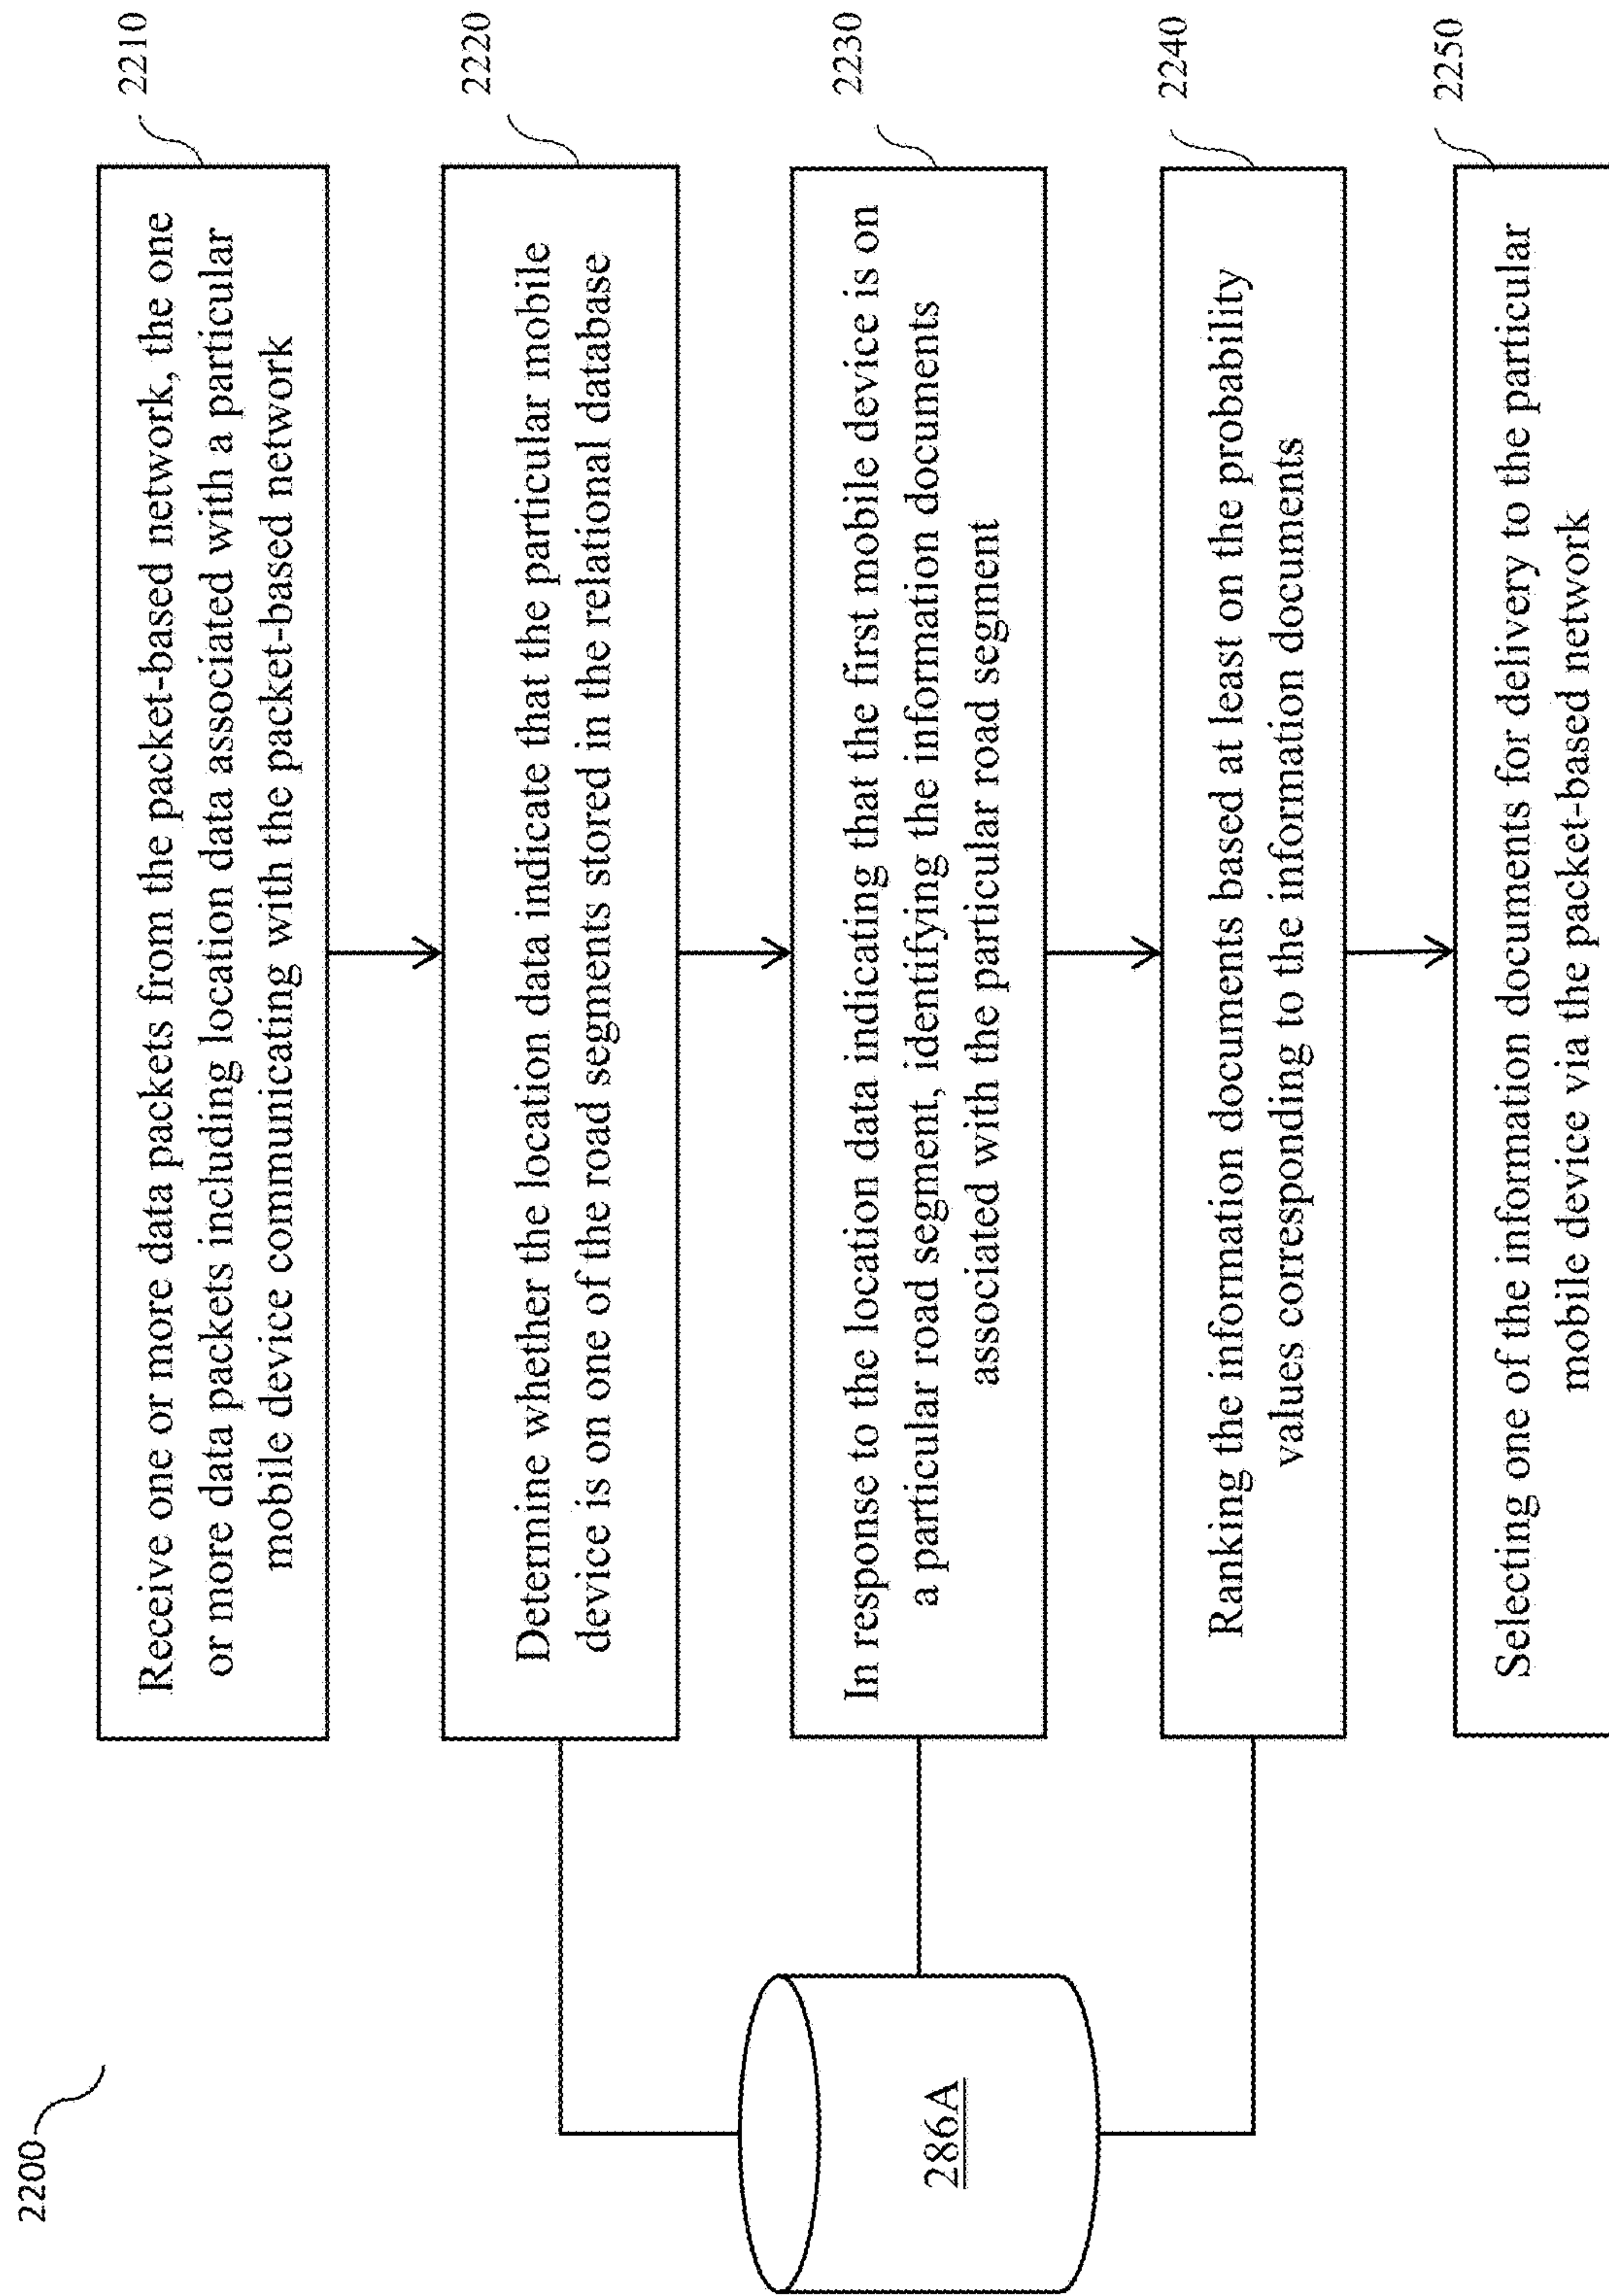 2200
Receive one or more data packets from the packet-based network, the one
or more data packets including location data associated with a particular
mobile device communicating with the packet-based network
2210
Determine whether the location data indicate that the particular mobile
device is on one of the road segments stored in the relational database
2220
In response to the location data indicating that the first mobile device is on
a particular road segment, identifying the information documents
associated with the particular road segment
2230
286A
Ranking the information documents based at least on the probability
values corresponding to the information documents
2240
Selecting one of the information documents for delivery to the particular
mobile device via the packet-based network
2250